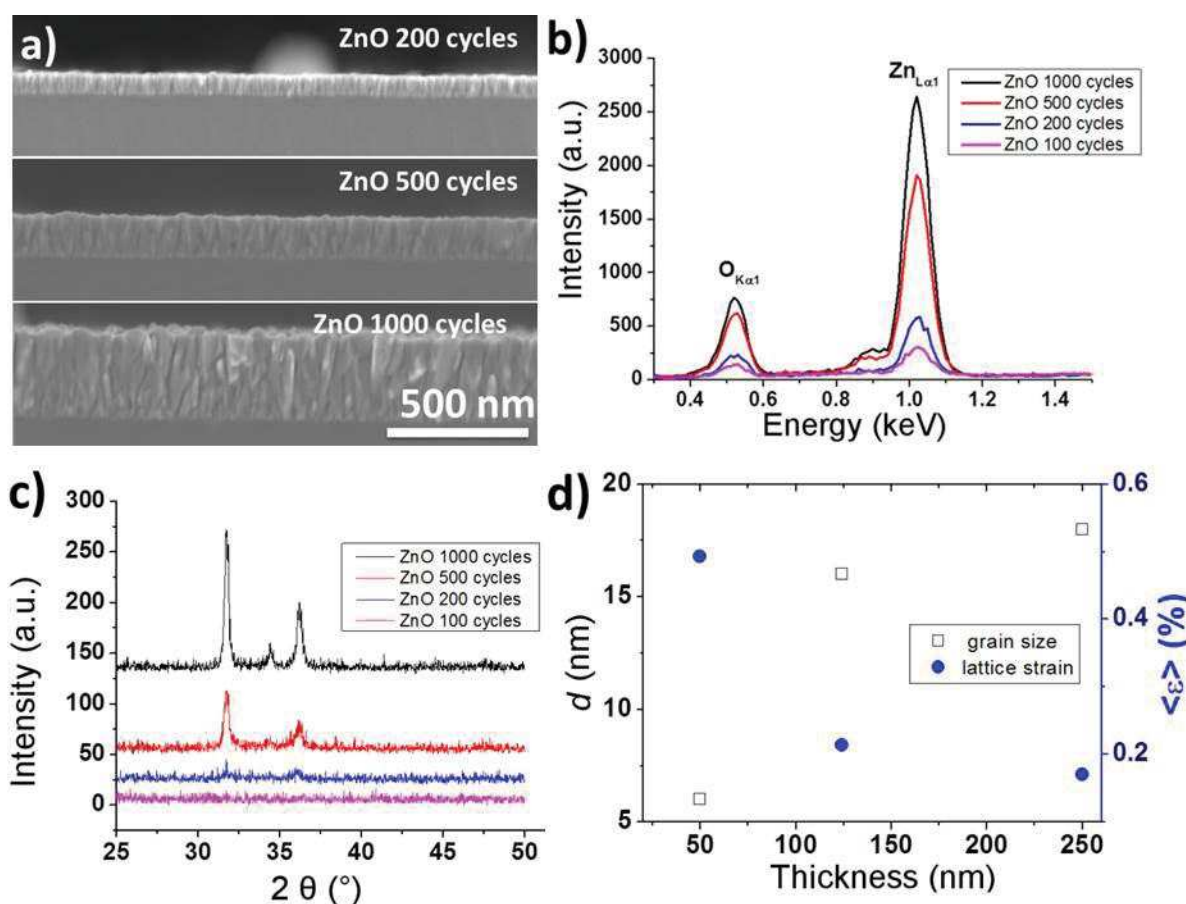 a)
ZnO 200 cycles
ZnO 500 cycles
ZnO 1000 cycles
500 nm
b)
3000
2500
2000
1500
1000
500
0
Intensity (a.u.)
O Kα1
Zn Lα1
ZnO 1000 cycles
ZnO 500 cycles
ZnO 200 cycles
ZnO 100 cycles
0.4 0.6 0.8 1.0 1.2 1.4
Energy (keV)
c)
300
250
200
150
100
50
0
Intensity (a.u.)
ZnO 1000 cycles
ZnO 500 cycles
ZnO 200 cycles
ZnO 100 cycles
25 30 35 40 45 50
2 θ (°)
d)
20
15
10
5
d (nm)
grain size
lattice strain
0.6
0.4
0.2
<ε> (%)
50 100 150 200 250
Thickness (nm)